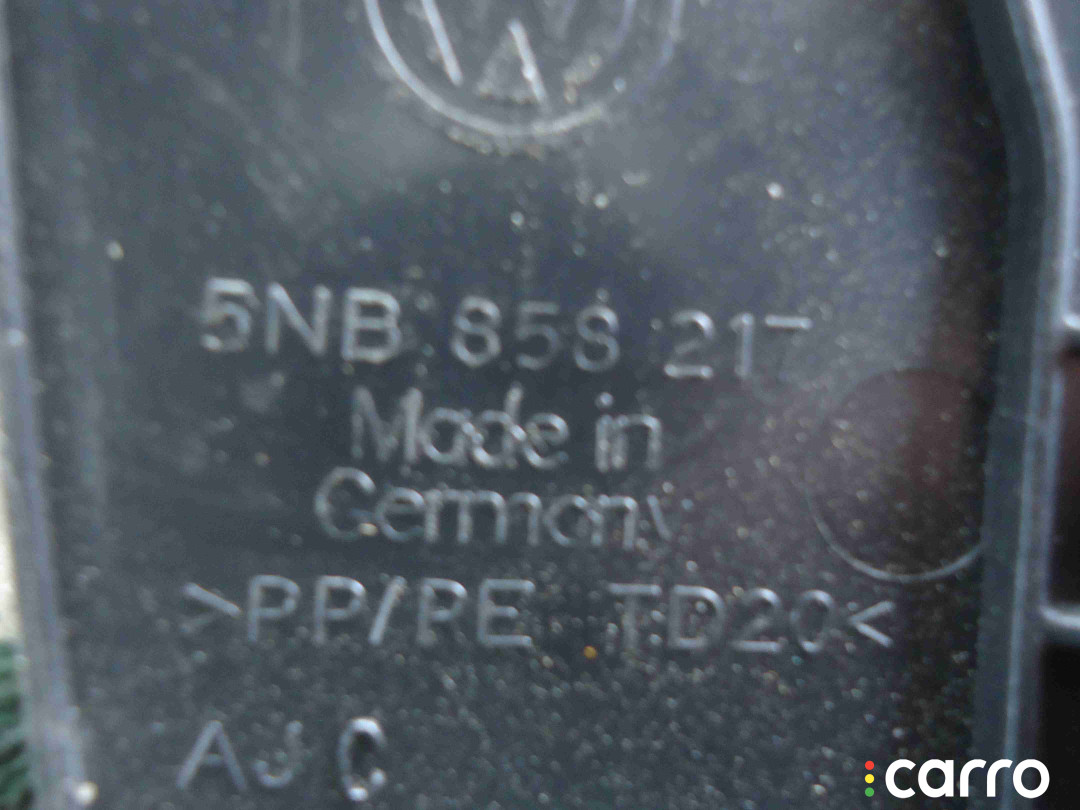 5NB 858 217
Made in
Germany
>PP/PE TD20<
AJC
carro